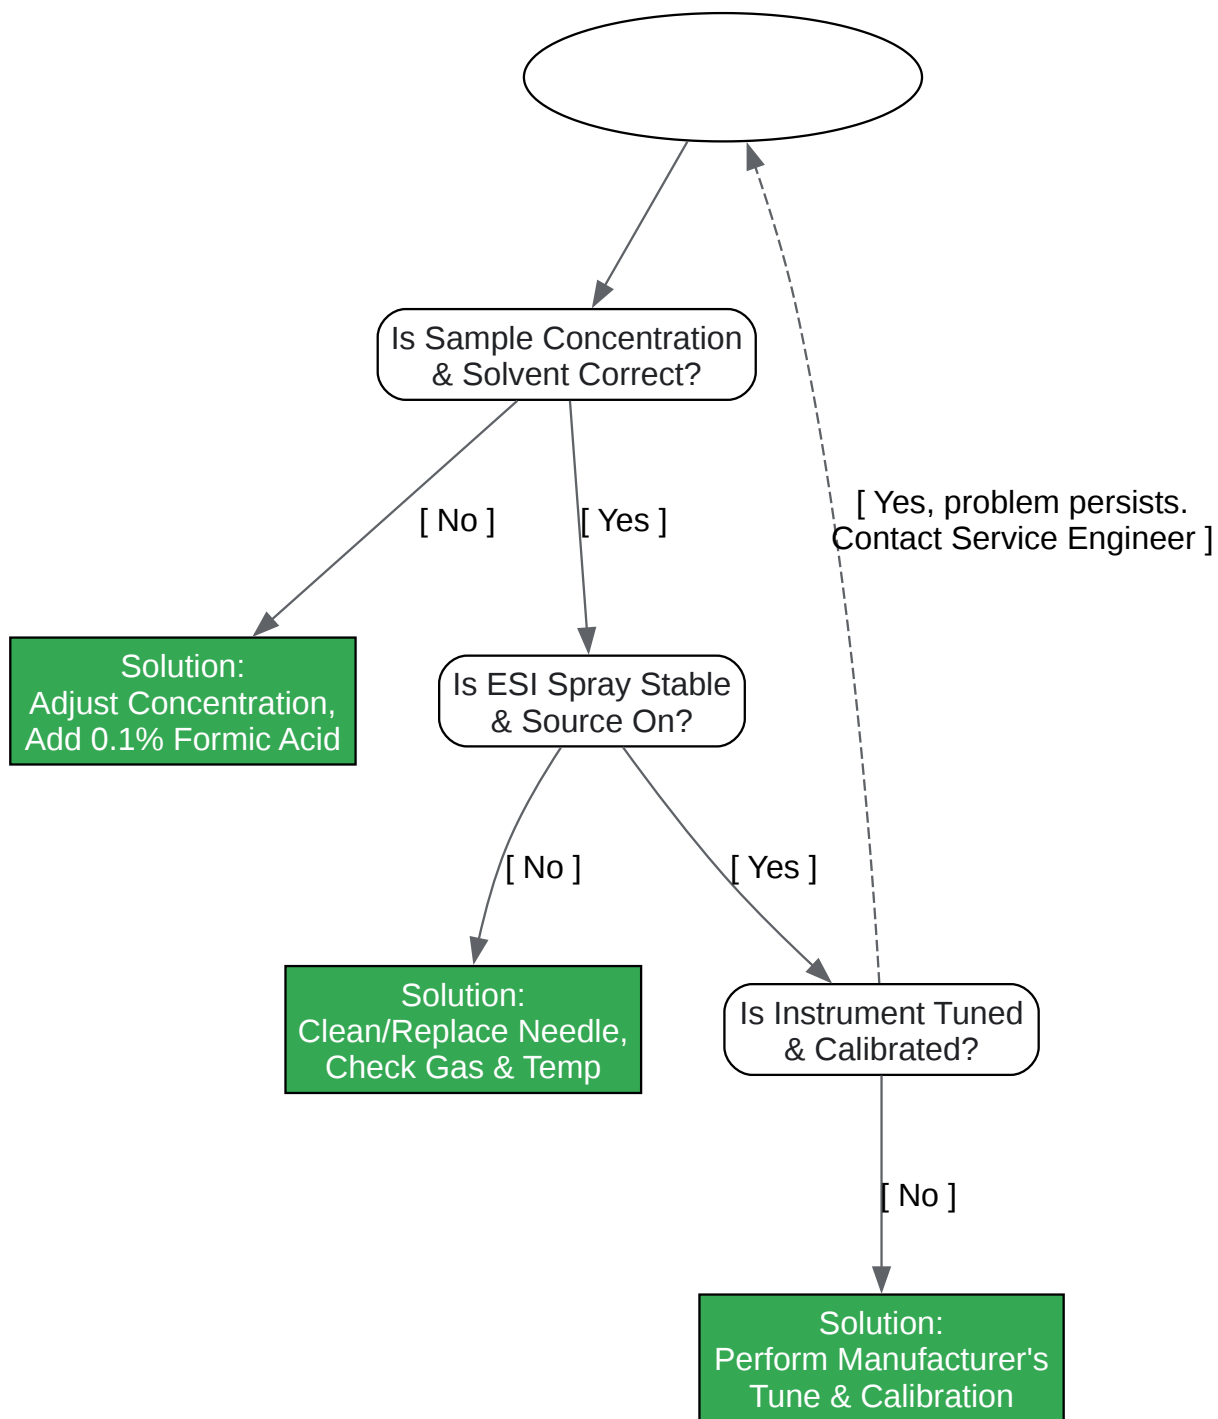 Is Sample Concentration
& Solvent Correct?
[ No ]
[ Yes ]
[ Yes, problem persists.
Contact Service Engineer ]
Solution:
Adjust Concentration,
Add 0.1% Formic Acid
Is ESI Spray Stable
& Source On?
[ No ]
[ Yes ]
Solution:
Clean/Replace Needle,
Check Gas & Temp
Is Instrument Tuned
& Calibrated?
[ No ]
Solution:
Perform Manufacturer's
Tune & Calibration